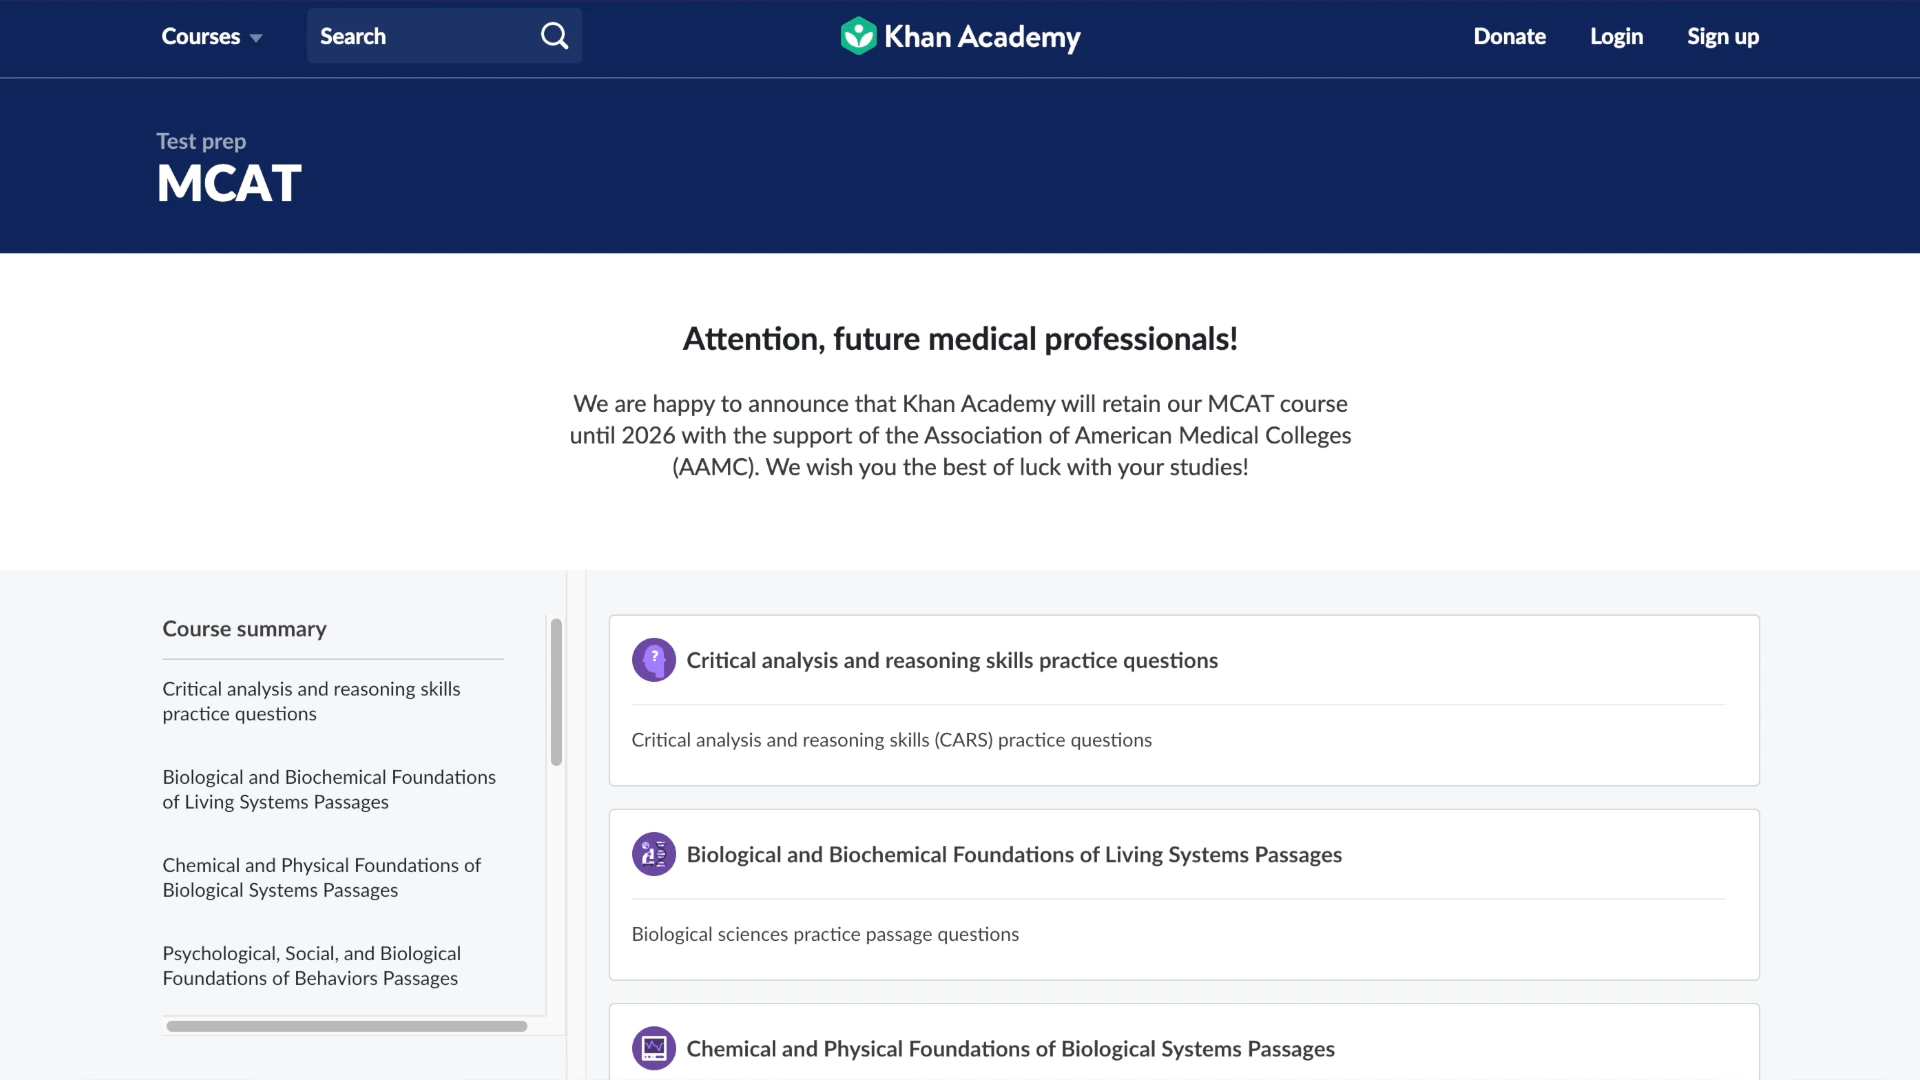 Courses
Search
Khan Academy
Donate
Login
Sign up
Test prep
MCAT
Attention, future medical professionals!
We are happy to announce that Khan Academy will retain our MCAT course
until 2026 with the support of the Association of American Medical Colleges
(AAMC). We wish you the best of luck with your studies!
Course summary
Critical analysis and reasoning skills
practice questions
Biological and Biochemical Foundations
of Living Systems Passages
Chemical and Physical Foundations of
Biological Systems Passages
Psychological, Social, and Biological
Foundations of Behaviors Passages
?
Critical analysis and reasoning skills practice questions
Critical analysis and reasoning skills (CARS) practice questions
Biological and Biochemical Foundations of Living Systems Passages
Biological sciences practice passage questions
Chemical and Physical Foundations of Biological Systems Passages